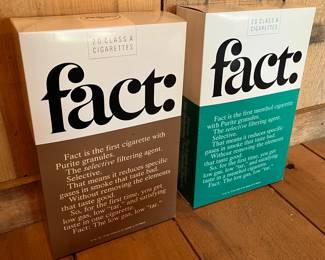 20 CLASS A
CIGARETTES
fact:
Fact is the first cigarette with
Purite granules.
The selective filtering agent.
Selective.
That means it reduces specific
gases in smoke that taste bad.
Without removing the elements
that taste good.
So, for the first time, you get
low gas, low "tar," and satisfying
taste in one cigarette.
Fact: The low gas, low "tar."
20 CLASS A
CIGARETTES
fact:
Fact is the first menthol cigarette
with Purite granules.
The selective filtering agent.
Selective.
That means it reduces specific
gases in smoke that taste bad.
Without removing the elements
that taste good.
So, for the first time, you get
low gas, low "tar," and satisfying
taste in a menthol cigarette.
Fact: The low gas, low "tar."